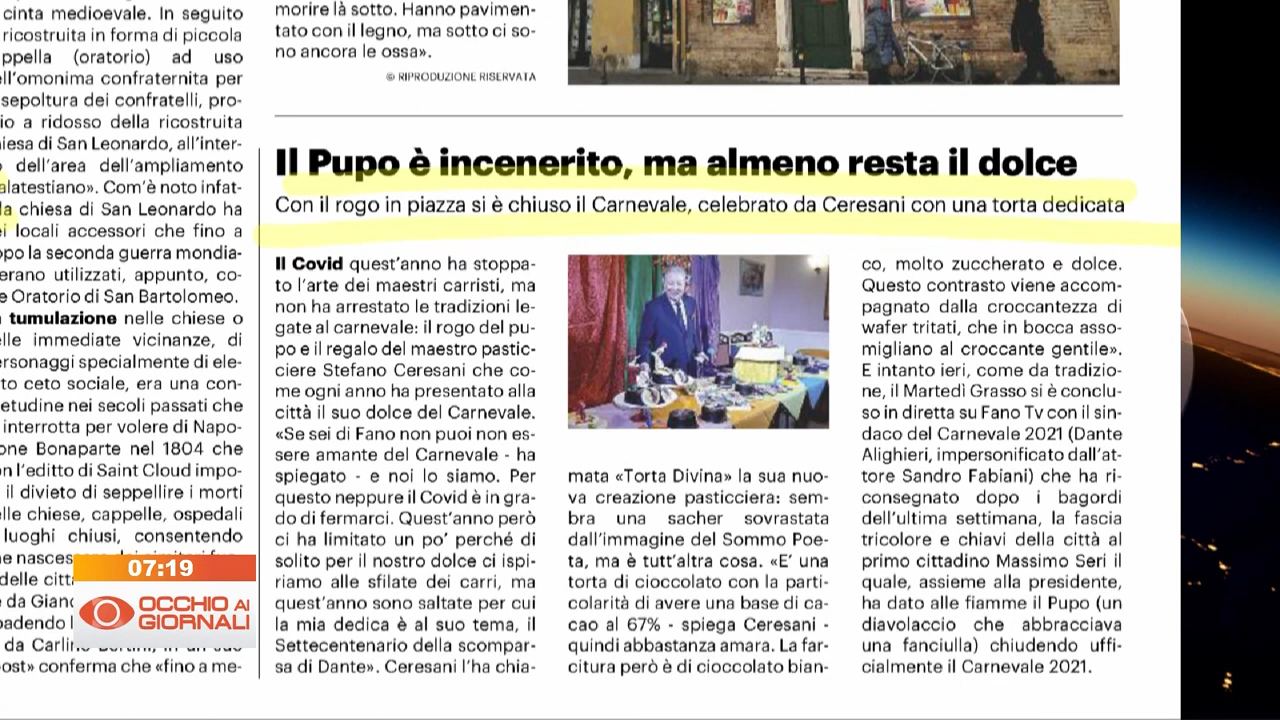 cinta medioevale. In seguito
ricostruita in forma di piccola
ppella (oratorio) ad uso
ell'omonima confraternita per
sepoltura dei confratelli, pro-
io a ridosso della ricostruita
iesa di San Leonardo, all'inter-
dell'area dell'ampliamento
alatestiano». Com'è noto infat-
la chiesa di San Leonardo ha
ei locali accessori che fino a
opo la seconda guerra mondia-
erano utilizzati, appunto, co-
e Oratorio di San Bartolomeo.
tumulazione nelle chiese o
elle immediate vicinanze, di
ersonaggi specialmente di ele-
to ceto sociale, era una con-
etudine nei secoli passati che
interrotta per volere di Napo-
one Bonaparte nel 1804 che
on l'editto di Saint Cloud impo-
il divieto di seppellire i morti
elle chiese, cappelle, ospedali
luoghi chiusi, consentendo
ne nascess
delle citt
e da Gian
padendo
da Carlin
ost» conferma che «fino a me-
morire là sotto. Hanno pavimen-
tato con il legno, ma sotto ci so-
no ancora le ossa».
© RIPRODUZIONE RISERVATA
Il Pupo è incenerito, ma almeno resta il dolce
Con il rogo in piazza si è chiuso il Carnevale, celebrato da Ceresani con una torta dedicata
Il Covid quest'anno ha stoppa-
to l'arte dei maestri carristi, ma
non ha arrestato le tradizioni le-
gate al carnevale: il rogo del pu-
po e il regalo del maestro pastic-
ciere Stefano Ceresani che co-
me ogni anno ha presentato alla
città il suo dolce del Carnevale.
«Se sei di Fano non puoi non es-
sere amante del Carnevale - ha
spiegato - e noi lo siamo. Per
questo neppure il Covid è in gra-
do di fermarci. Quest'anno però
ci ha limitato un po' perché di
solito per il nostro dolce ci ispi-
riamo alle sfilate dei carri, ma
quest'anno sono saltate per cui
la mia dedica è al suo tema, il
Settecentenario della scompar-
sa di Dante». Ceresani l'ha chia-
mata «Torta Divina» la sua nuo-
va creazione pasticciera: sem-
bra una sacher sovrastata
dall'immagine del Sommo Poe-
ta, ma è tutt'altra cosa. «E' una
torta di cioccolato con la parti-
colarità di avere una base di ca-
cao al 67% - spiega Ceresani -
quindi abbastanza amara. La far-
citura però è di cioccolato bian-
co, molto zuccherato e dolce.
Questo contrasto viene accom-
pagnato dalla croccantezza di
wafer tritati, che in bocca asso-
migliano al croccante gentile».
E intanto ieri, come da tradizio-
ne, il Martedì Grasso si è conclu-
so in diretta su Fano Tv con il sin-
daco del Carnevale 2021 (Dante
Alighieri, impersonificato dall'at-
tore Sandro Fabiani) che ha ri-
consegnato dopo i bagordi
dell'ultima settimana, la fascia
tricolore e chiavi della città al
primo cittadino Massimo Seri il
quale, assieme alla presidente,
ha dato alle fiamme il Pupo (un
diavolaccio che abbracciava
una fanciulla) chiudendo uffi-
cialmente il Carnevale 2021.
07:19
OCCHIO AI
GIORNALI